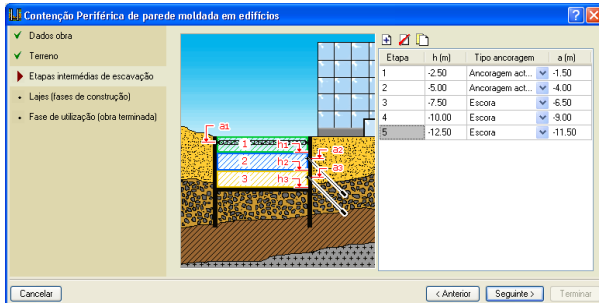 Contenção Periférica de parede moldada em edifícios
Dados obra
Terreno
Etapas intermédias de escavação
Lajes (fases de construção)
Fase de utilização (obra terminada)
a1
1 h1 a2
2 h2 a3
3 h3
Etapa h (m) Tipo ancoragem a (m)
1 -2.50 Ancoragem act... -1.50
2 -5.00 Ancoragem act... -4.00
3 -7.50 Escora -6.50
4 -10.00 Escora -9.00
5 -12.50 Escora -11.50
Cancelar < Anterior Seguinte > Terminar